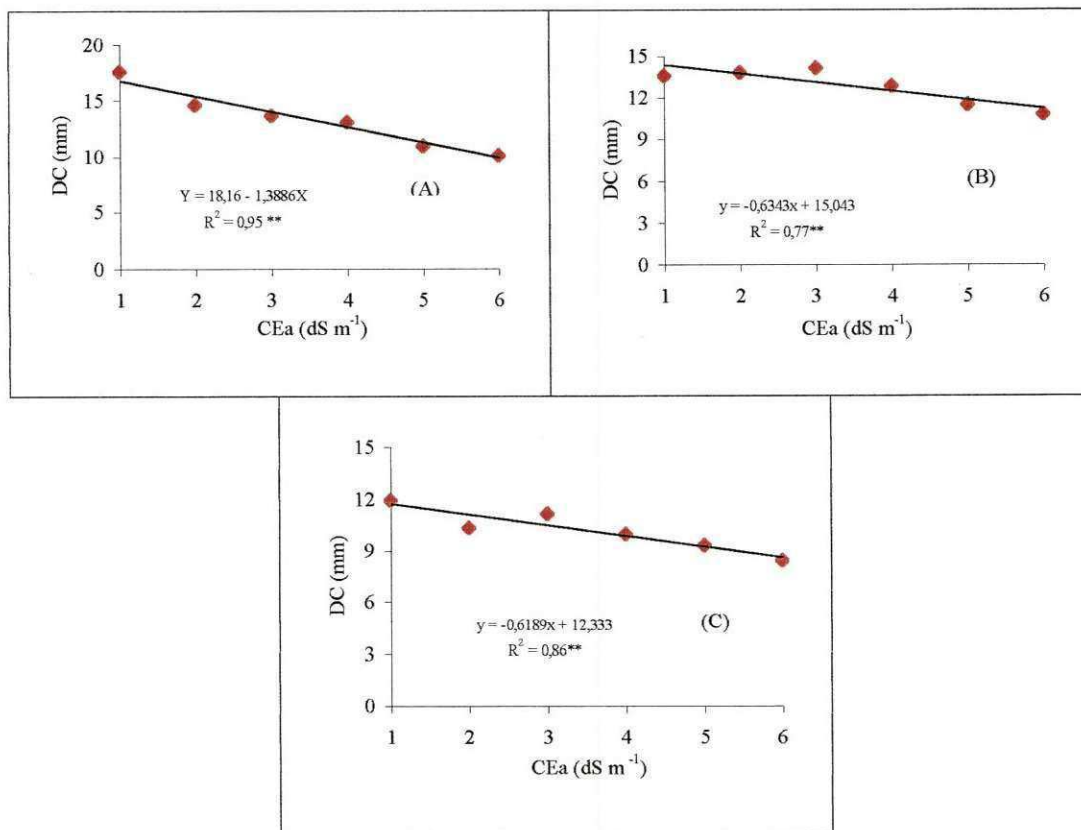 20
15
10
5
0
DC (mm)
Y = 18,16 - 1,3886X
R² = 0,95 **
(A)
1 2 3 4 5 6
CEa (dS m⁻¹)
15
12
9
6
3
0
DC (mm)
(B)
y = -0,6343x + 15,043
R² = 0,77**
1 2 3 4 5 6
CEa (dS m⁻¹)
15
12
9
6
3
0
DC (mm)
y = -0,6189x + 12,333
R² = 0,86**
(C)
1 2 3 4 5 6
CEa (dS m⁻¹)